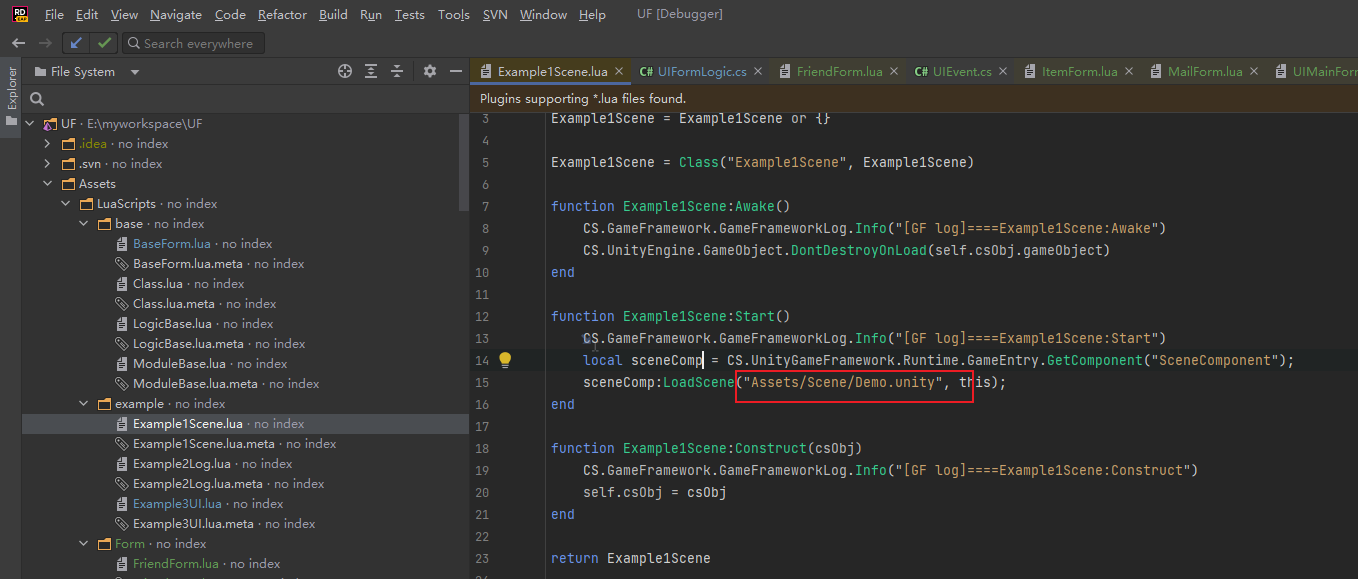 File Edit View Navigate Code Refactor Build Run Tests Tools SVN Window Help UF [Debugger]
Search everywhere
Explorer
File System
Example1Scene.lua C# UIFormLogic.cs FriendForm.lua C# UIEvent.cs ItemForm.lua MailForm.lua UIMainForm
Plugins supporting *.lua files found.
UF · E:\myworkspace\UF
.idea · no index
.svn · no index
Assets
LuaScripts · no index
base · no index
BaseForm.lua · no index
BaseForm.lua.meta · no index
Class.lua · no index
Class.lua.meta · no index
LogicBase.lua · no index
LogicBase.lua.meta · no index
ModuleBase.lua · no index
ModuleBase.lua.meta · no index
example · no index
Example1Scene.lua · no index
Example1Scene.lua.meta · no index
Example2Log.lua · no index
Example2Log.lua.meta · no index
Example3UI.lua · no index
Example3UI.lua.meta · no index
Form · no index
FriendForm.lua · no index
3 Example1Scene = Example1Scene or {}
4
5 Example1Scene = Class("Example1Scene", Example1Scene)
6
7 function Example1Scene:Awake()
8 CS.GameFramework.GameFrameworkLog.Info("[GF log]====Example1Scene:Awake")
9 CS.UnityEngine.GameObject.DontDestroyOnLoad(self.csObj.gameObject)
10 end
11
12 function Example1Scene:Start()
13 CS.GameFramework.GameFrameworkLog.Info("[GF log]====Example1Scene:Start")
14 local sceneComp = CS.UnityGameFramework.Runtime.GameEntry.GetComponent("SceneComponent");
15 sceneComp:LoadScene("Assets/Scene/Demo.unity", this);
16 end
17
18 function Example1Scene:Construct(csObj)
19 CS.GameFramework.GameFrameworkLog.Info("[GF log]====Example1Scene:Construct")
20 self.csObj = csObj
21 end
22
23 return Example1Scene